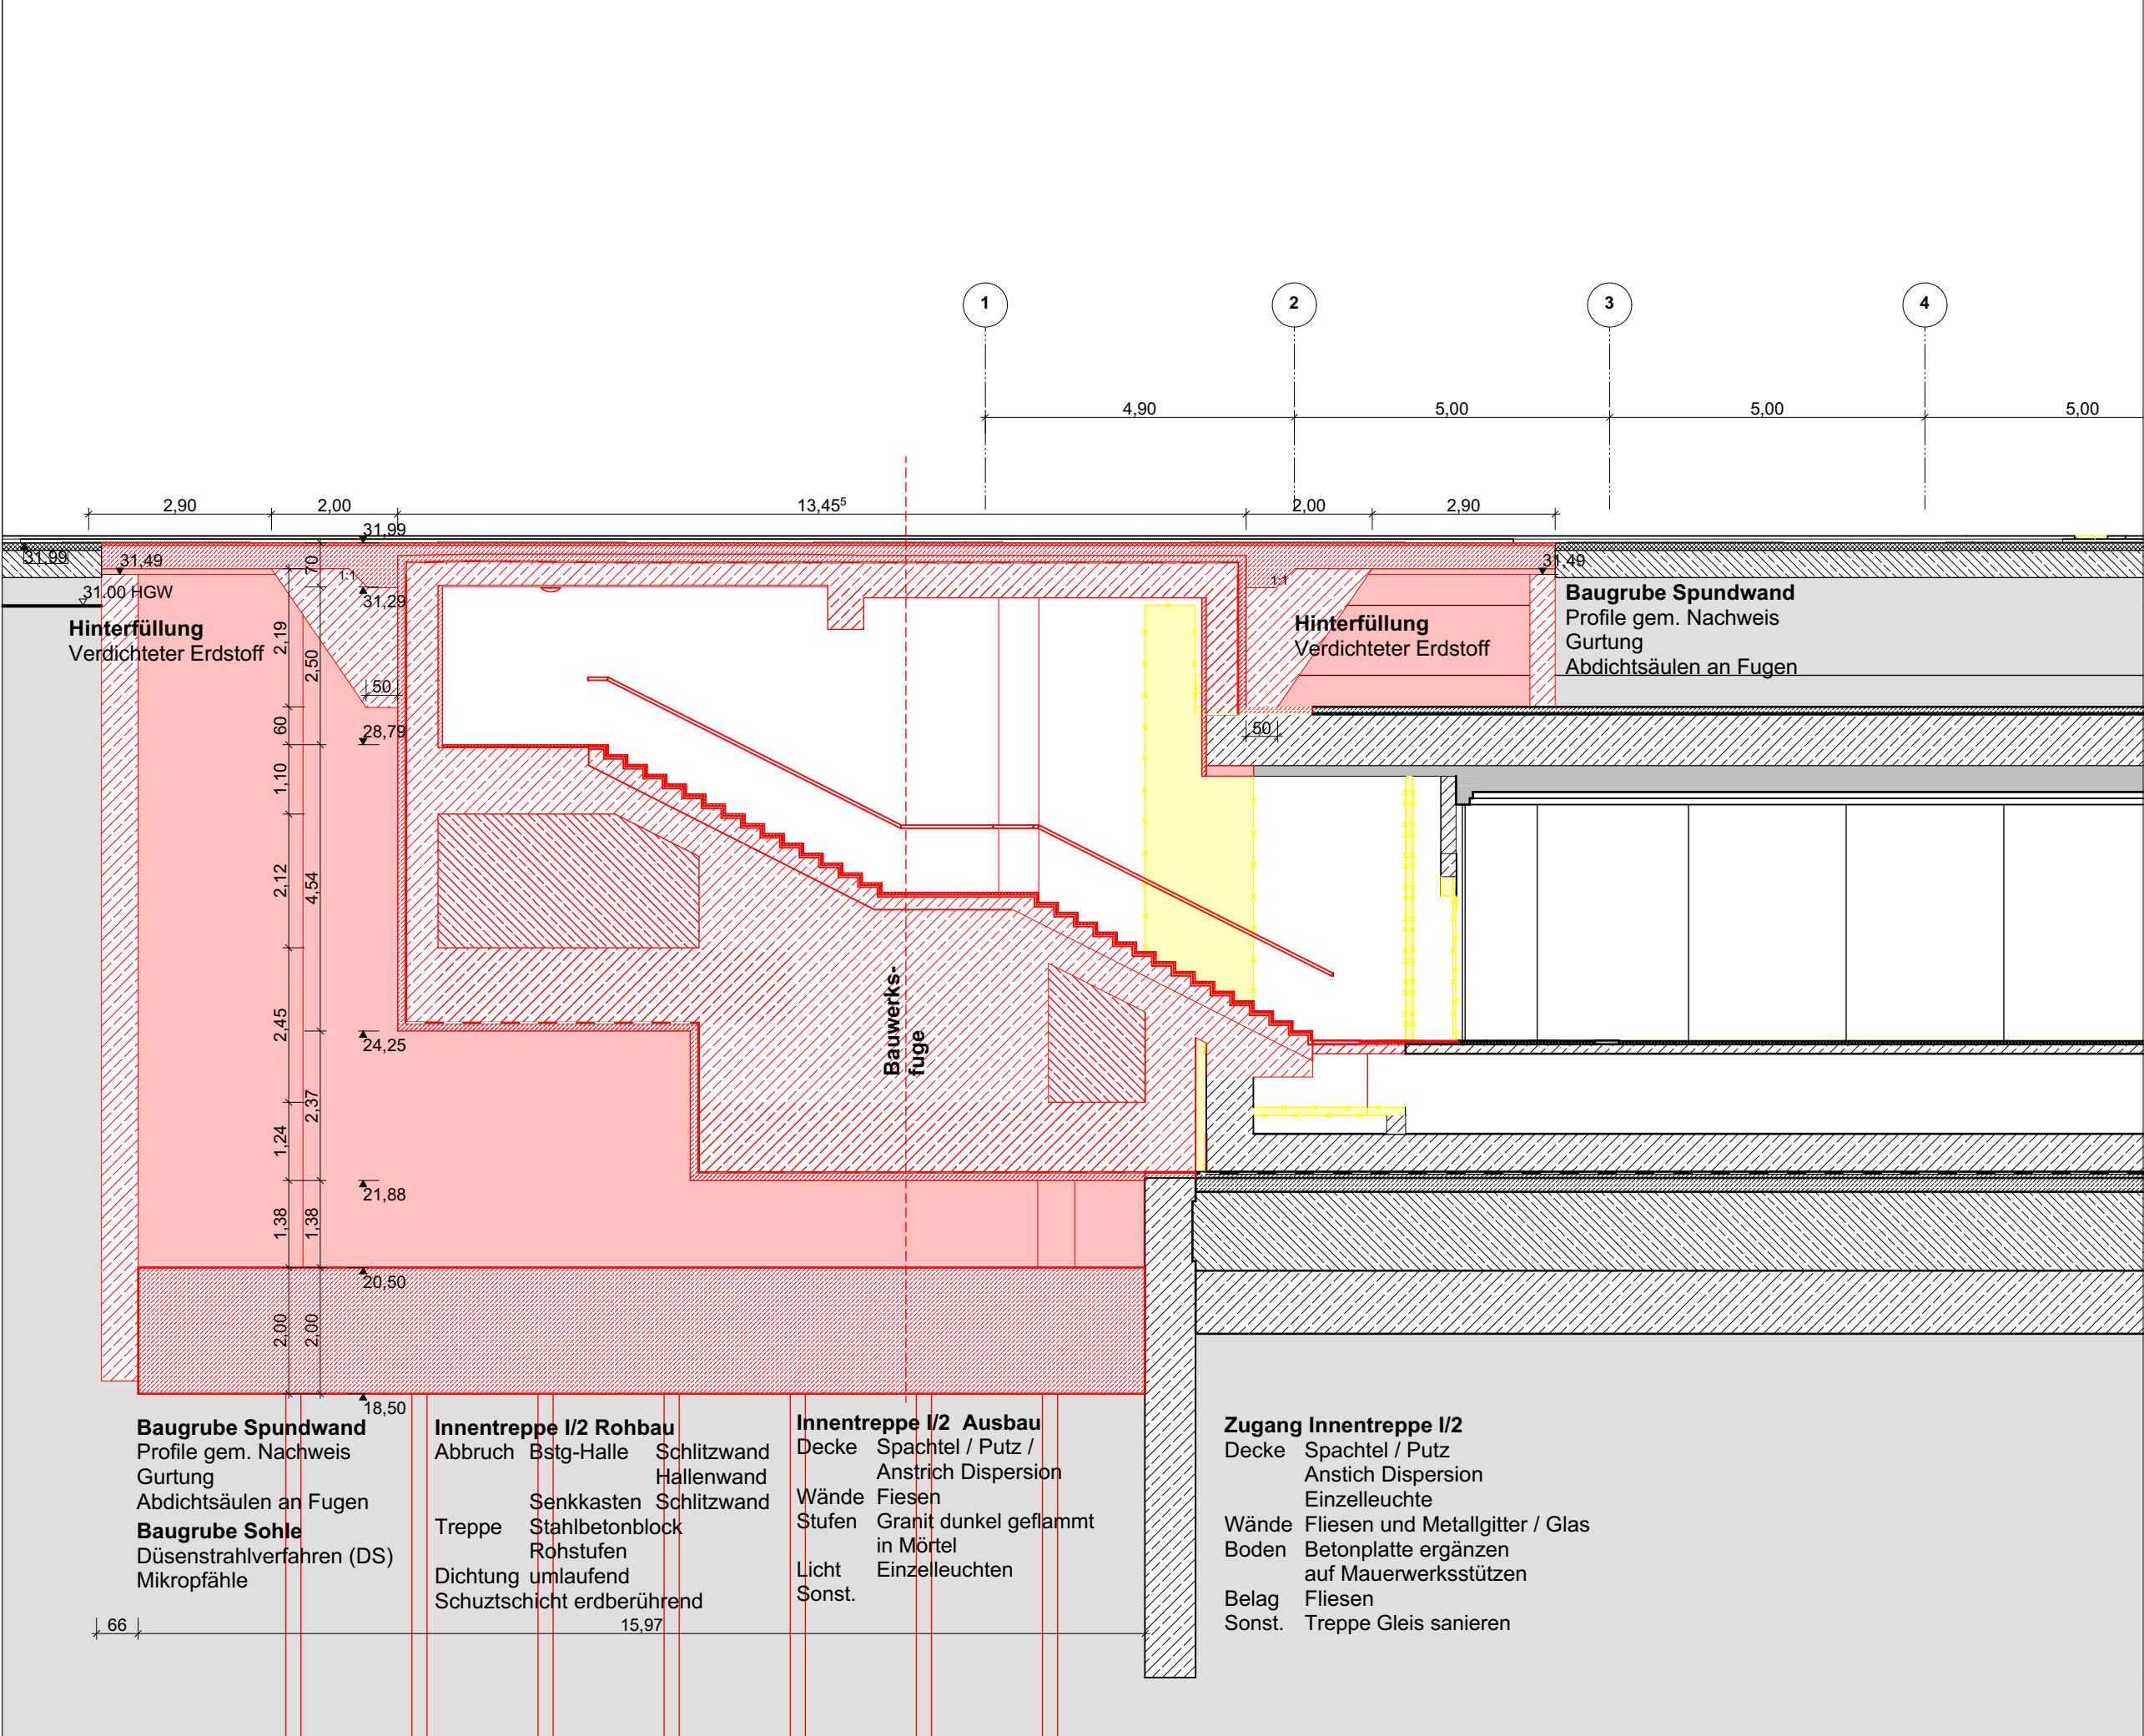 1 2 3 4
4,90 5,00 5,00 5,00
2,90 2,00 13,45⁵ 2,00 2,90
31,99
31,99
31,49
70
1:1
1:1
31,49
31.00 HGW
31,29
Hinterfüllung
Verdichteter Erdstoff
2,19
2,50
50
Hinterfüllung
Verdichteter Erdstoff
Baugrube Spundwand
Profile gem. Nachweis
Gurtung
Abdichtsäulen an Fugen
60
28,79
50
1,10
2,12
4,54
2,45
24,25
Bauwerks-
fuge
2,37
1,24
21,88
1,38
1,38
20,50
2,00
2,00
18,50
Baugrube Spundwand
Profile gem. Nachweis
Gurtung
Abdichtsäulen an Fugen
Baugrube Sohle
Düsenstrahlverfahren (DS)
Mikropfähle
Innentreppe I/2 Rohbau
Abbruch Bstg-Halle Schlitzwand
Hallenwand
Senkkasten Schlitzwand
Treppe Stahlbetonblock
Rohstufen
Dichtung umlaufend
Schuztschicht erdberührend
Innentreppe I/2 Ausbau
Decke Spachtel / Putz /
Anstrich Dispersion
Wände Fiesen
Stufen Granit dunkel geflammt
in Mörtel
Licht Einzelleuchten
Sonst.
Zugang Innentreppe I/2
Decke Spachtel / Putz
Anstich Dispersion
Einzelleuchte
Wände Fliesen und Metallgitter / Glas
Boden Betonplatte ergänzen
auf Mauerwerksstützen
Belag Fliesen
Sonst. Treppe Gleis sanieren
66 15,97